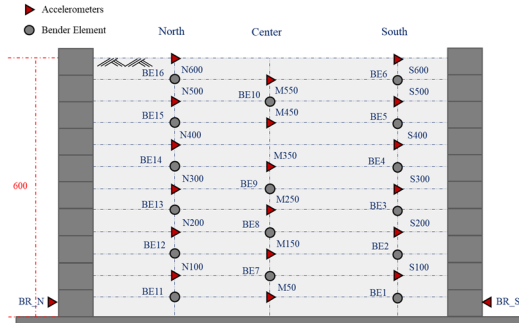 Accelerometers
Bender Element
North Center South
N600 S600
BE16 M550 BE6
N500 BE10 S500
BE15 M450 BE5
N400 S400
BE14 M350 BE4
600 N300 BE9 S300
BE13 M250 BE3
N200 BE8 S200
BE12 M150 BE2
N100 BE7 S100
BE11 M50 BE1
BR_N BR_S